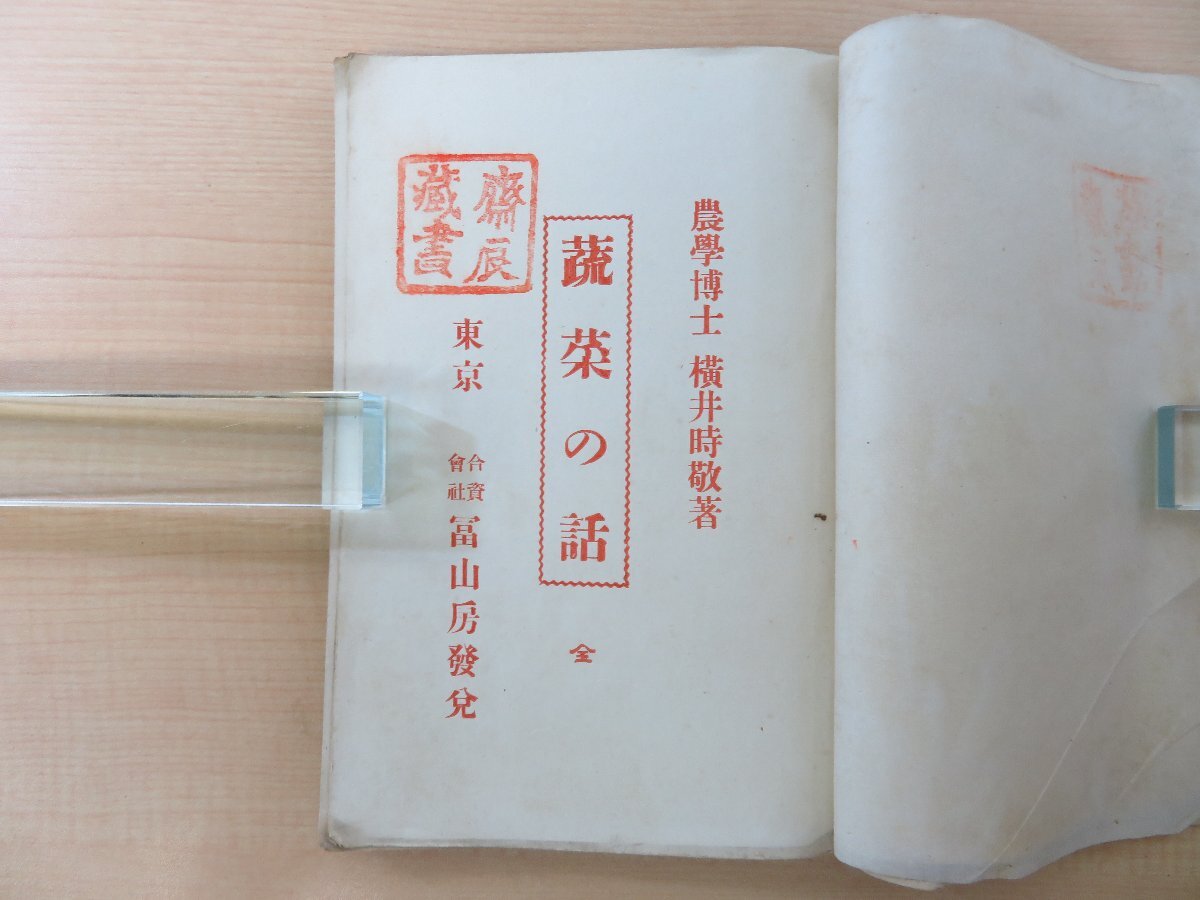 農學博士 橫井時敬著
蔬菜の話
全
齋辰
藏書
東京
合資
會社
冨山房發兌